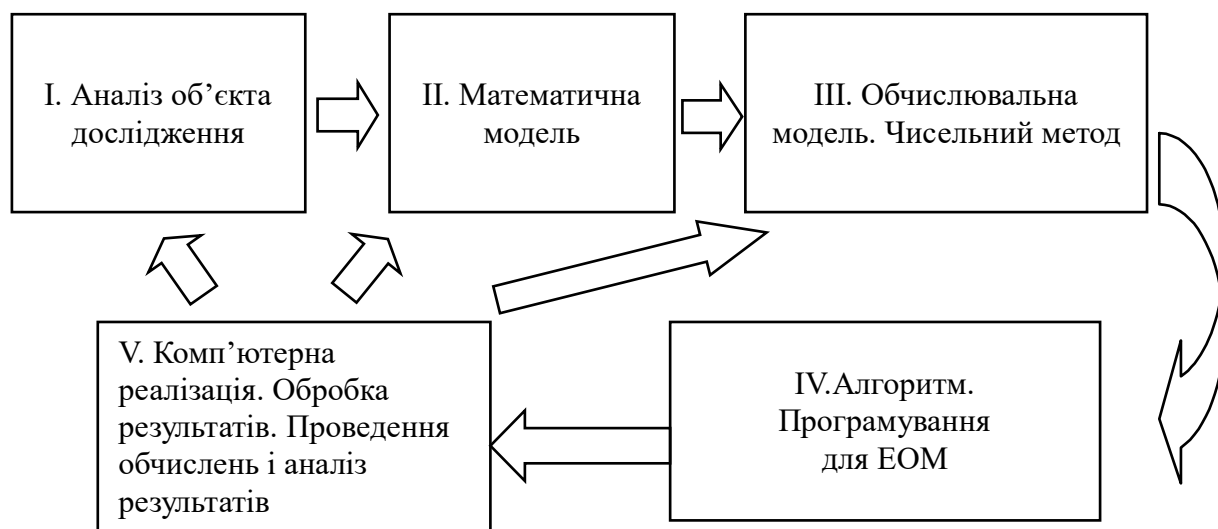 I. Аналіз об’єкта
дослідження
II. Математична
модель
III. Обчислювальна
модель. Чисельний метод
V. Комп’ютерна
реалізація. Обробка
результатів. Проведення
обчислень і аналіз
результатів
IV.Алгоритм.
Програмування
для ЕОМ